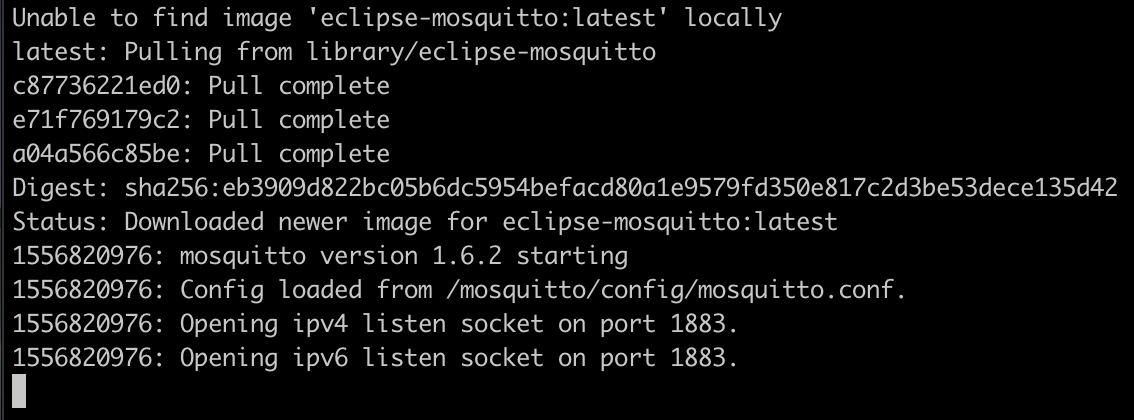 Unable to find image 'eclipse-mosquitto:latest' locally
latest: Pulling from library/eclipse-mosquitto
c87736221ed0: Pull complete
e71f769179c2: Pull complete
a04a566c85be: Pull complete
Digest: sha256:eb3909d822bc05b6dc5954befacd80a1e9579fd350e817c2d3be53dece135d42
Status: Downloaded newer image for eclipse-mosquitto:latest
1556820976: mosquitto version 1.6.2 starting
1556820976: Config loaded from /mosquitto/config/mosquitto.conf.
1556820976: Opening ipv4 listen socket on port 1883.
1556820976: Opening ipv6 listen socket on port 1883.